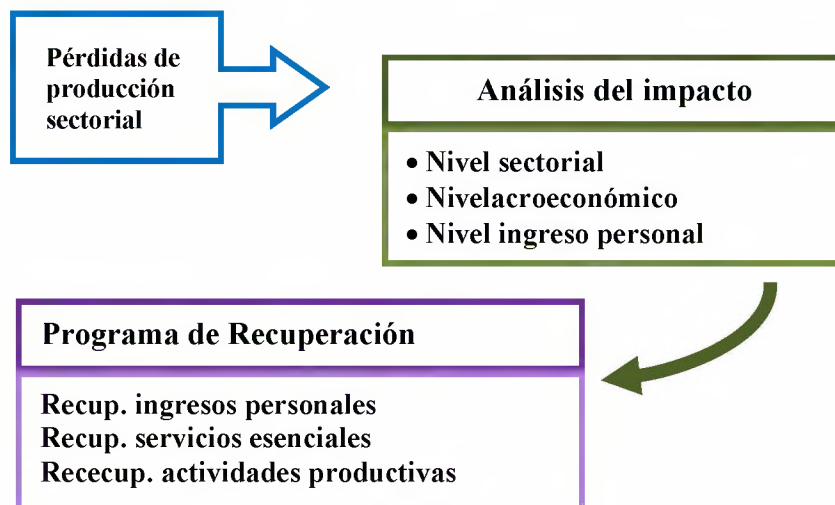 Pérdidas de
producción
sectorial
Análisis del impacto
• Nivel sectorial
• Nivelacroeconómico
• Nivel ingreso personal
Programa de Recuperación
Recup. ingresos personales
Recup. servicios esenciales
Rececup. actividades productivas